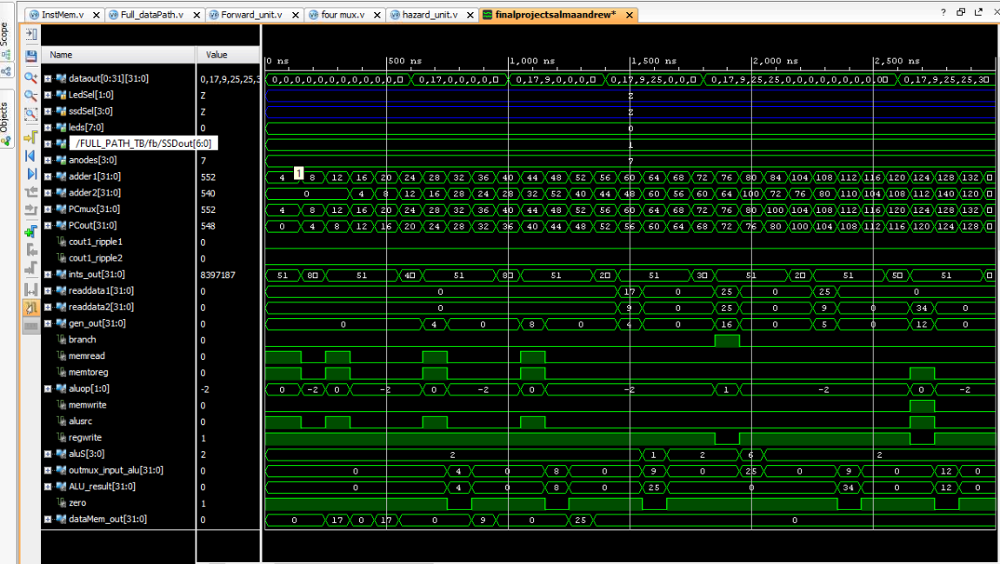 InstMem.v × Full_dataPath.v × Forward_unit.v × four mux.v × hazard_unit.v × finalprojectsalmaandrew* ×
Scope
Objects
Name Value
0 ns 500 ns 1,000 ns 1,500 ns 2,000 ns 2,500 ns
dataout[0:31][31:0] 0,17,9,25,25,3 0,0,0,0,0,0,0,0,0,0,0, 0,17,0,0,0,0, 0,17,9,0,0,0, 0,17,9,25,0,0,0, 0,17,9,25,25,0,0,0,0,0,0,0,0,0 0,17,9,25,25,3
LedSel[1:0] Z Z
ssdSel[3:0] Z Z
leds[7:0] 0 0
/FULL_PATH_TB/fb/SSDout[6:0] 1
anodes[3:0] 7 7
adder1[31:0] 552 4 1 8 12 16 20 24 28 32 36 40 44 48 52 56 60 64 68 72 76 80 84 104 108 112 116 120 124 128 132
adder2[31:0] 540 0 4 8 12 16 28 24 28 32 52 40 44 48 60 56 60 64 100 72 76 80 110 104 112 140 120
PCmux[31:0] 552 4 8 12 16 20 24 28 32 36 40 44 48 52 56 60 64 68 72 76 80 100 104 108 112 116 120 124 128 132
PCout[31:0] 548 0 4 8 12 16 20 24 28 32 36 40 44 48 52 56 60 64 68 72 76 80 100 104 108 112 116 120 124 128
cout1_ripple1 0
cout1_ripple2 0
ints_out[31:0] 8397187 51 8 51 4 51 8 51 2 51 3 51 2 51 5 51
readdata1[31:0] 0 0 17 0 25 0 25 0
readdata2[31:0] 0 0 9 0 25 0 9 0 34 0
gen_out[31:0] 0 0 4 0 8 0 4 0 16 0 5 0 12 0
branch 0
memread 0
memtoreg 0
aluop[1:0] -2 0 -2 0 -2 0 -2 0 -2 1 -2 0 -2
memwrite 0
alusrc 0
regwrite 1
aluS[3:0] 2 2 1 2 6 2
outmux_input_alu[31:0] 0 0 4 0 8 0 9 0 25 0 9 0 12 0
ALU_result[31:0] 0 0 4 0 8 0 25 0 34 0 12 0
zero 1
dataMem_out[31:0] 0 0 17 0 17 0 9 0 25 0